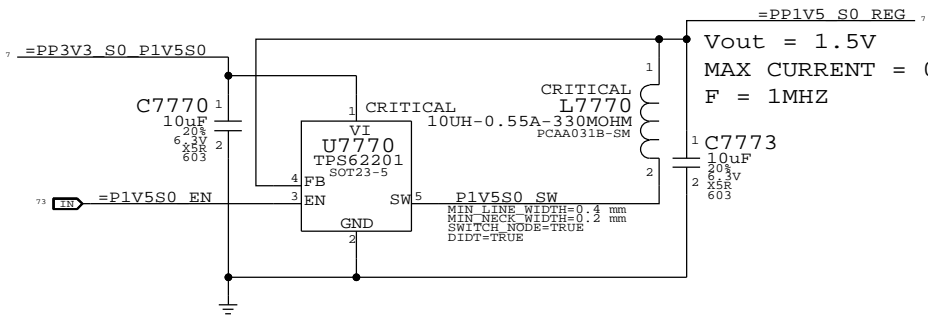 =PP1V5_S0_REG 7
7 =PP3V3_S0_P1V5S0
Vout = 1.5V
MAX CURRENT = 0
F = 1MHZ
C7770 1
10uF
20%
6.3V 2
X5R
603
1 CRITICAL
VI
U7770
TPS62201
SOT23-5
4 FB
3 EN
SW 5
GND
2
1
CRITICAL
L7770
10UH-0.55A-330MOHM
PCAA031B-SM
2
1 C7773
10uF
20%
6.3V
2 X5R
603
73 IN =P1V5S0_EN
P1V5S0_SW
MIN_LINE_WIDTH=0.4 mm
MIN_NECK_WIDTH=0.2 mm
SWITCH_NODE=TRUE
DIDT=TRUE